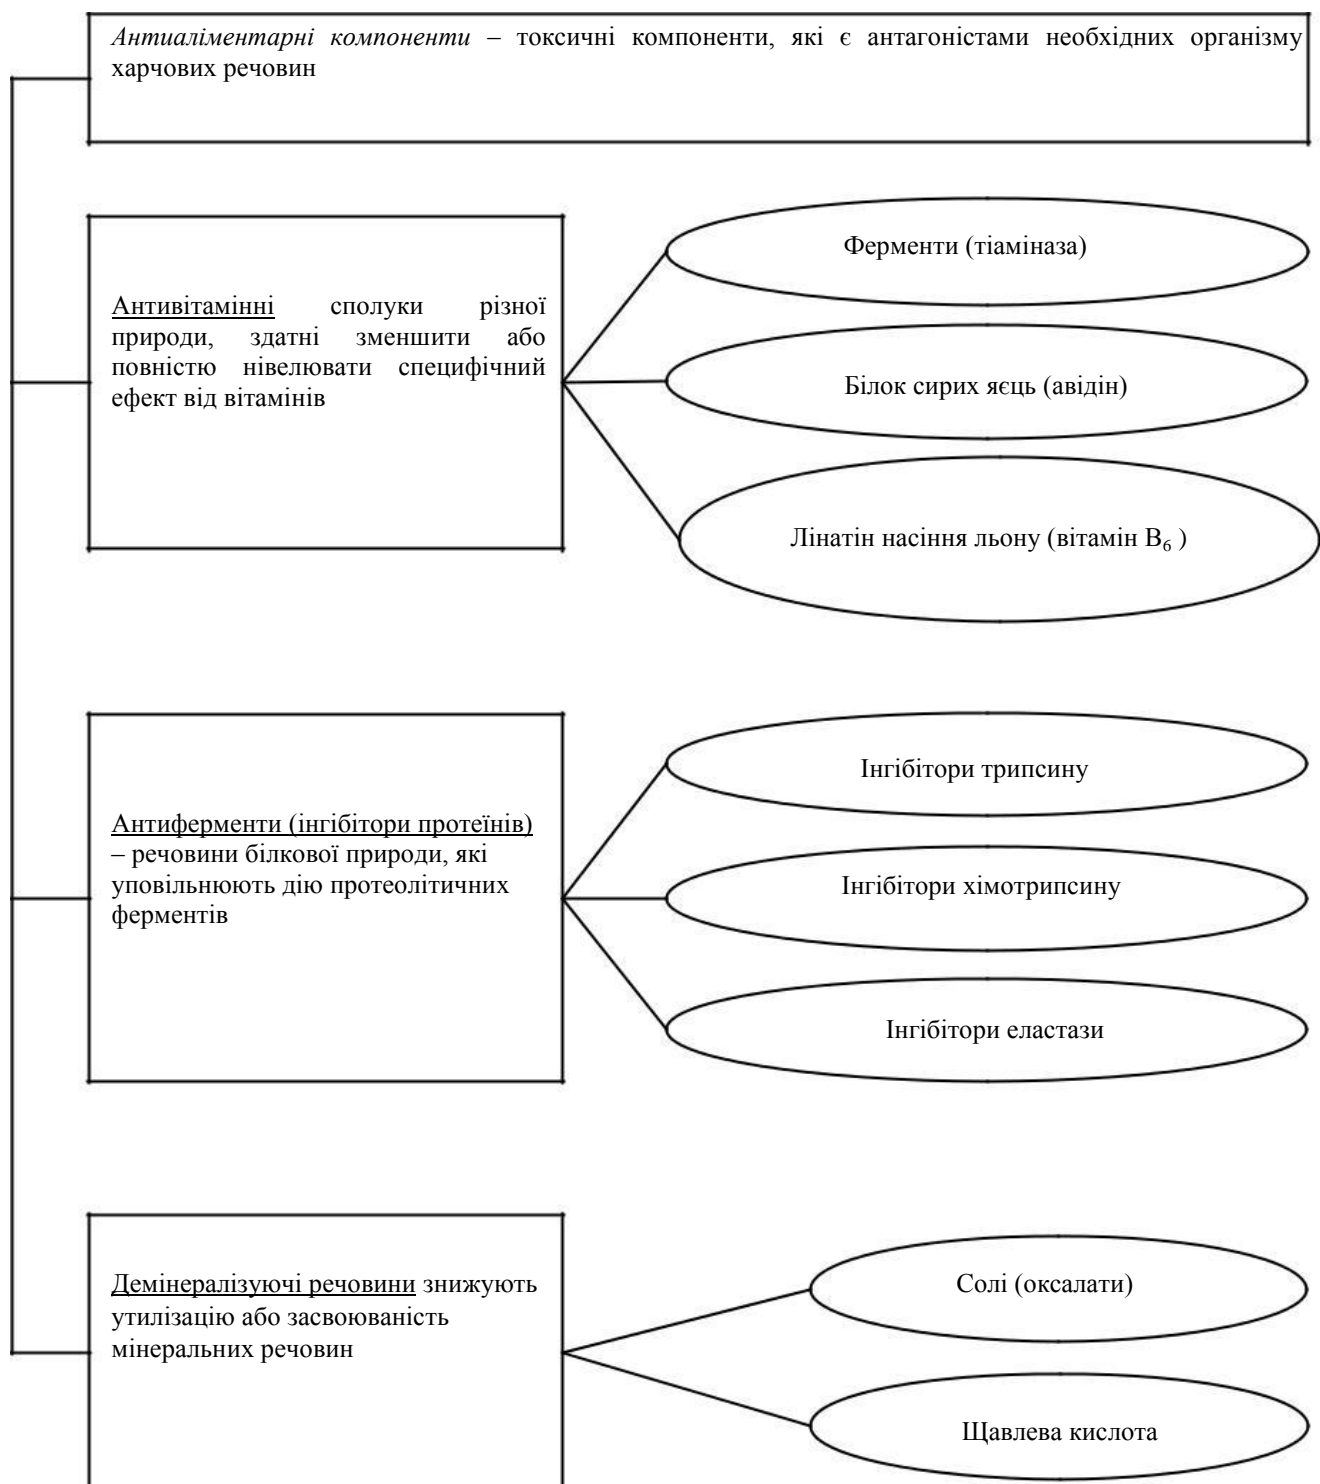 Антиаліментарні компоненти – токсичні компоненти, які є антагоністами необхідних організму
харчових речовин
Антивітамінні сполуки різної
природи, здатні зменшити або
повністю нівелювати специфічний
ефект від вітамінів
Ферменти (тіаміназа)
Білок сирих яєць (авідін)
Лінатін насіння льону (вітамін В₆ )
Антиферменти (інгібітори протеїнів)
– речовини білкової природи, які
уповільнюють дію протеолітичних
ферментів
Інгібітори трипсину
Інгібітори хімотрипсину
Інгібітори еластази
Демінералізуючі речовини знижують
утилізацію або засвоюваність
мінеральних речовин
Солі (оксалати)
Щавлева кислота